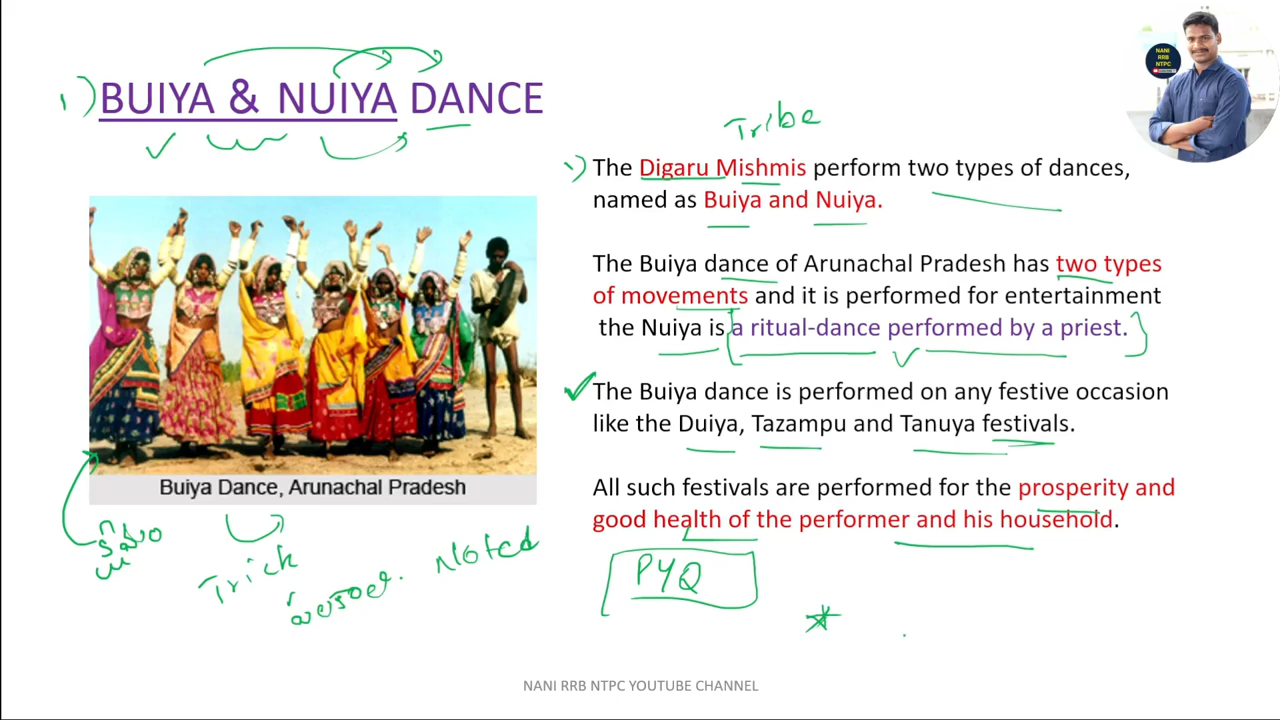 1) BUIYA & NUIYA DANCE
NANI
RRB
NTPC
Tribe
1) The Digaru Mishmis perform two types of dances,
named as Buiya and Nuiya.
The Buiya dance of Arunachal Pradesh has two types
of movements and it is performed for entertainment
the Nuiya is a ritual-dance performed by a priest.
The Buiya dance is performed on any festive occasion
like the Duiya, Tazampu and Tanuya festivals.
All such festivals are performed for the prosperity and
good health of the performer and his household.
Buiya Dance, Arunachal Pradesh
Trick
Noted
PYQ
NANI RRB NTPC YOUTUBE CHANNEL